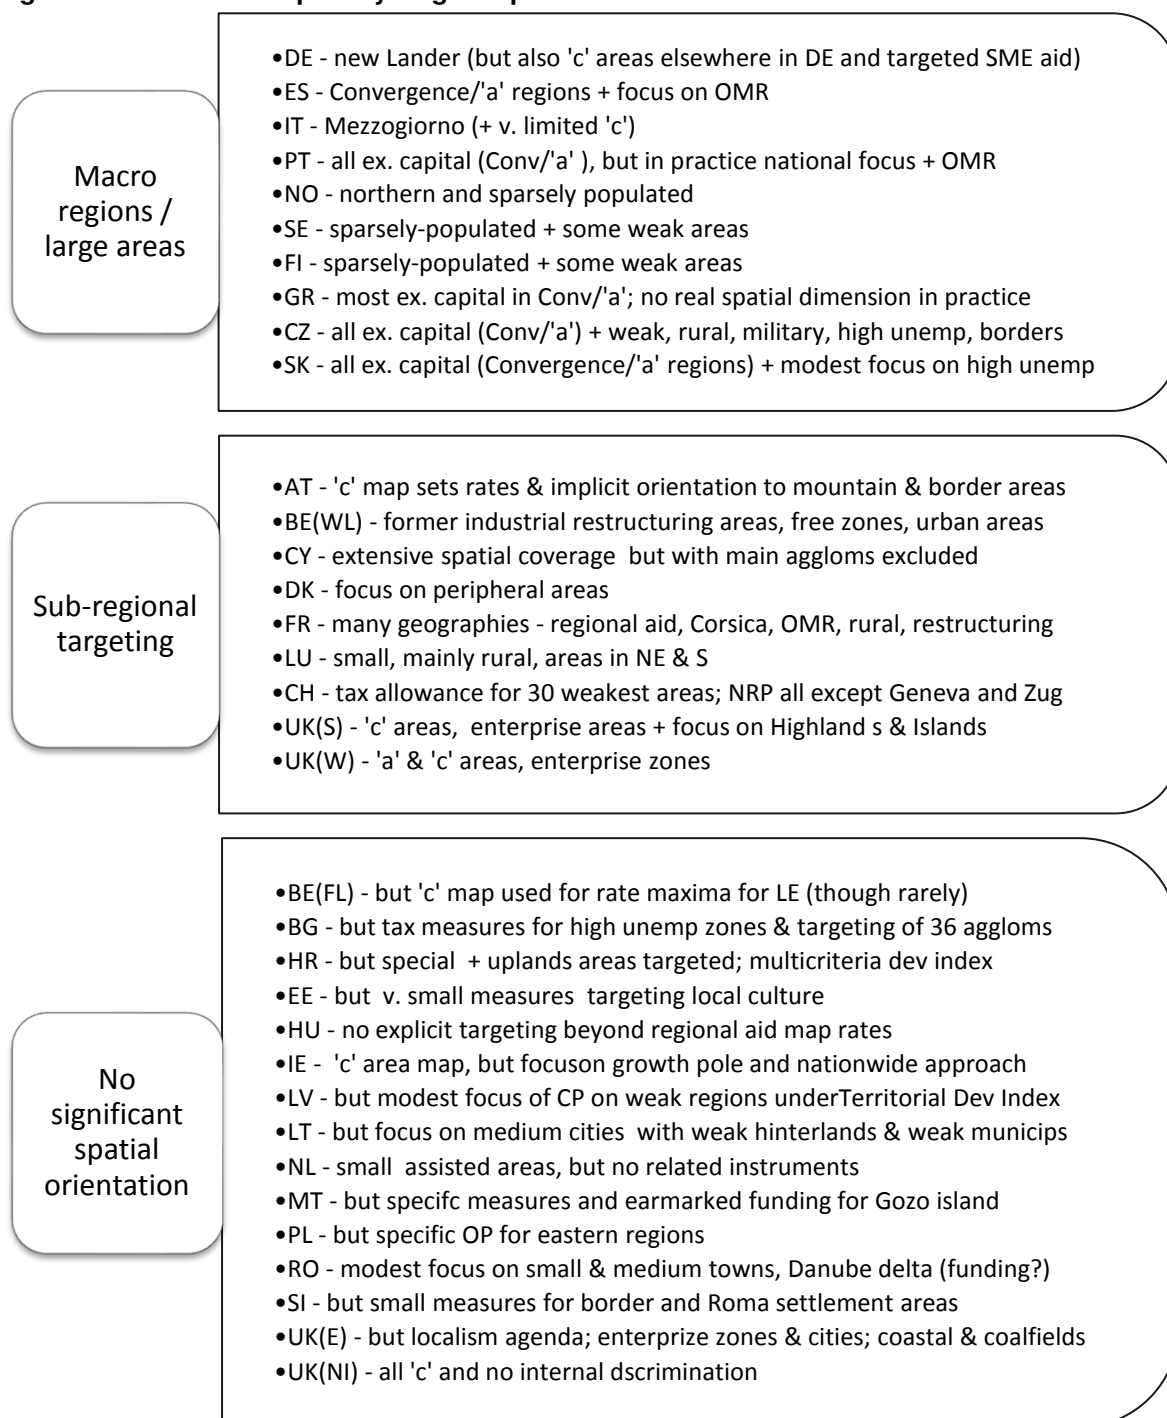 Macro
regions /
large areas
•DE - new Lander (but also 'c' areas elsewhere in DE and targeted SME aid)
•ES - Convergence/'a' regions + focus on OMR
•IT - Mezzogiorno (+ v. limited 'c')
•PT - all ex. capital (Conv/'a' ), but in practice national focus + OMR
•NO - northern and sparsely populated
•SE - sparsely-populated + some weak areas
•FI - sparsely-populated + some weak areas
•GR - most ex. capital in Conv/'a'; no real spatial dimension in practice
•CZ - all ex. capital (Conv/'a') + weak, rural, military, high unemp, borders
•SK - all ex. capital (Convergence/'a' regions) + modest focus on high unemp
Sub-regional
targeting
•AT - 'c' map sets rates & implicit orientation to mountain & border areas
•BE(WL) - former industrial restructuring areas, free zones, urban areas
•CY - extensive spatial coverage but with main aggloms excluded
•DK - focus on peripheral areas
•FR - many geographies - regional aid, Corsica, OMR, rural, restructuring
•LU - small, mainly rural, areas in NE & S
•CH - tax allowance for 30 weakest areas; NRP all except Geneva and Zug
•UK(S) - 'c' areas, enterprise areas + focus on Highland s & Islands
•UK(W) - 'a' & 'c' areas, enterprise zones
No
significant
spatial
orientation
•BE(FL) - but 'c' map used for rate maxima for LE (though rarely)
•BG - but tax measures for high unemp zones & targeting of 36 aggloms
•HR - but special + uplands areas targeted; multicriteria dev index
•EE - but v. small measures targeting local culture
•HU - no explicit targeting beyond regional aid map rates
•IE - 'c' area map, but focuson growth pole and nationwide approach
•LV - but modest focus of CP on weak regions underTerritorial Dev Index
•LT - but focus on medium cities with weak hinterlands & weak municips
•NL - small assisted areas, but no related instruments
•MT - but specifc measures and earmarked funding for Gozo island
•PL - but specific OP for eastern regions
•RO - modest focus on small & medium towns, Danube delta (funding?)
•SI - but small measures for border and Roma settlement areas
•UK(E) - but localism agenda; enterprize zones & cities; coastal & coalfields
•UK(NI) - all 'c' and no internal dscrimination